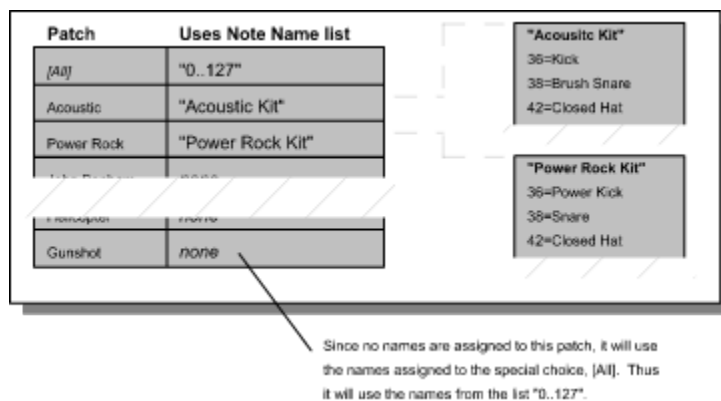 Patch Uses Note Name list
[All] "0..127"
Acoustic "Acoustic Kit"
Power Rock "Power Rock Kit"
none
Gunshot none
"Acousitc Kit"
36=Kick
38=Brush Snare
42=Closed Hat
"Power Rock Kit"
36=Power Kick
38=Snare
42=Closed Hat
Since no names are assigned to this patch, it will use
the names assigned to the special choice, [All]. Thus
it will use the names from the list "0..127".